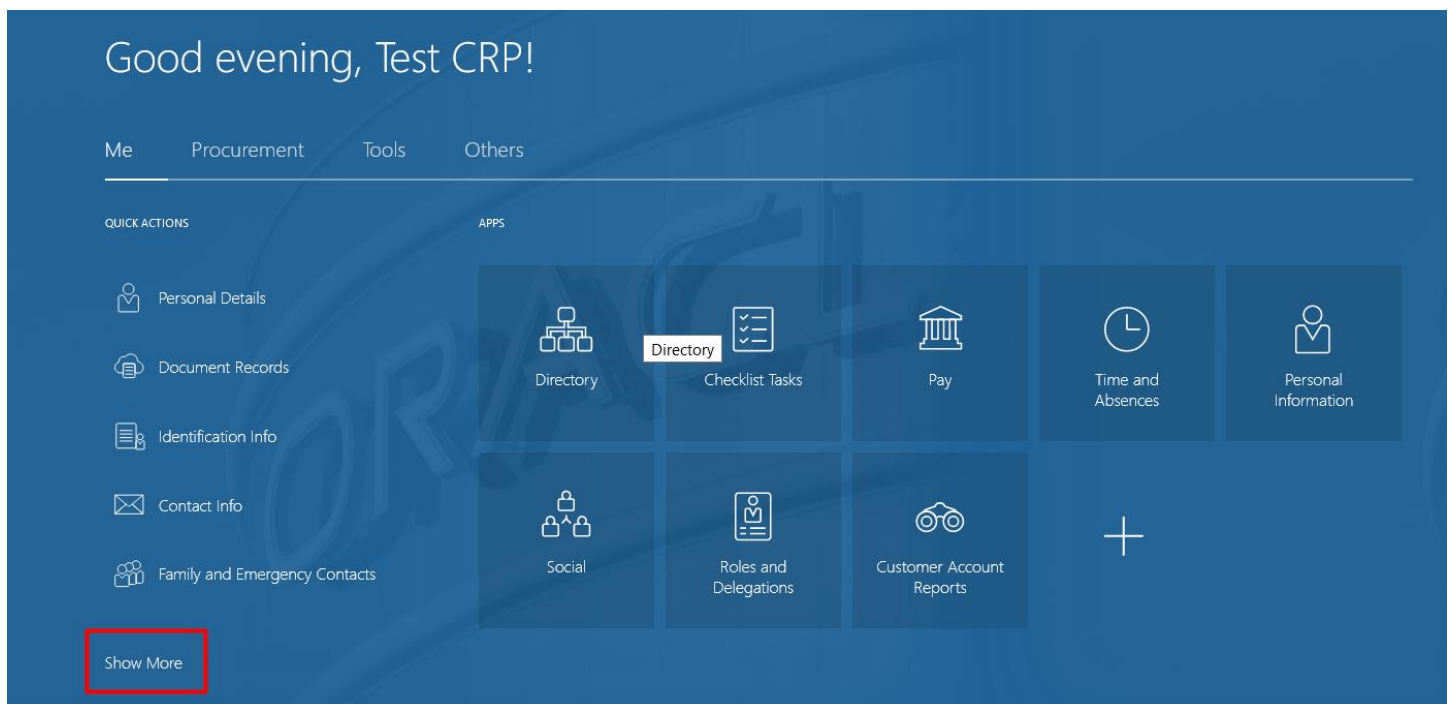 Good evening, Test CRP!
Me Procurement Tools Others
QUICK ACTIONS
APPS
Personal Details
Document Records
Identification Info
Contact Info
Family and Emergency Contacts
Show More
Directory
Directory
Checklist Tasks
Pay
Time and
Absences
Personal
Information
Social
Roles and
Delegations
Customer Account
Reports
ORACL